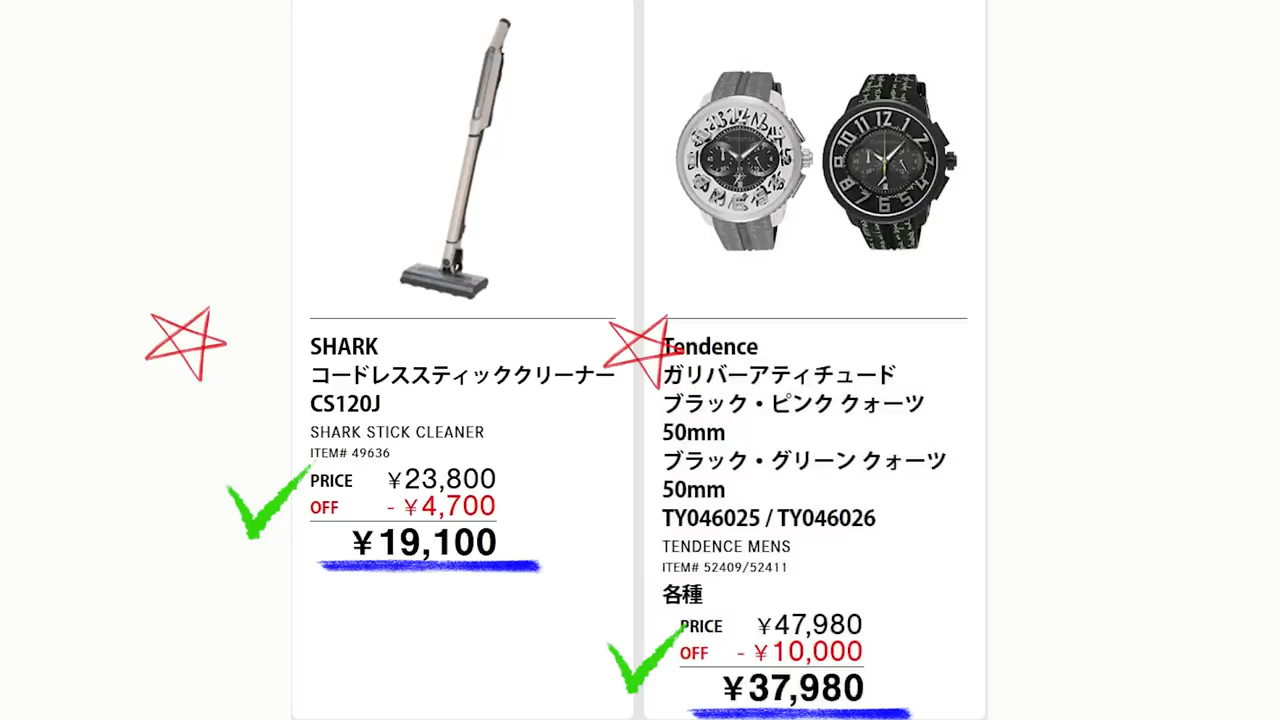 SHARK
コードレススティッククリーナー
CS120J
SHARK STICK CLEANER
ITEM# 49636
PRICE ￥23,800
OFF - ￥4,700
￥19,100
Tendence
ガリバーアティチュード
ブラック・ピンク クォーツ
50mm
ブラック・グリーン クォーツ
50mm
TY046025 / TY046026
TENDENCE MENS
ITEM# 52409/52411
各種
PRICE ￥47,980
OFF - ￥10,000
￥37,980